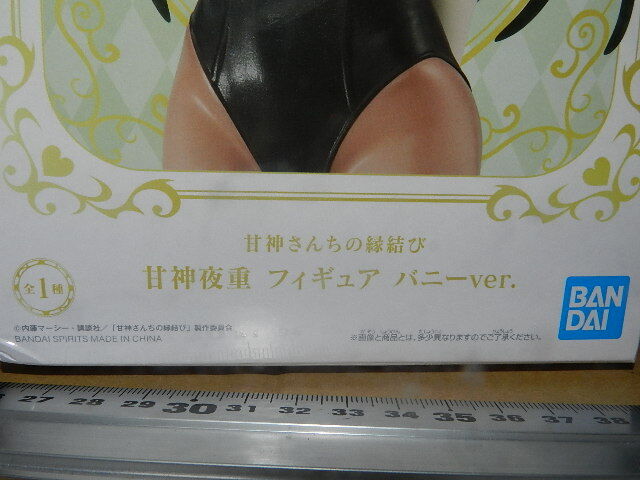 甘神さんちの縁結び
甘神夜重 フィギュア バニーver.
全1種
BAN
DAI
©内藤マーシー・講談社／「甘神さんちの縁結び」製作委員会
BANDAI SPIRITS MADE IN CHINA
※画像と商品とは、多少異なりますのでご了承ください。
27 28 29 30 31 32 33 34 35 36 37 38